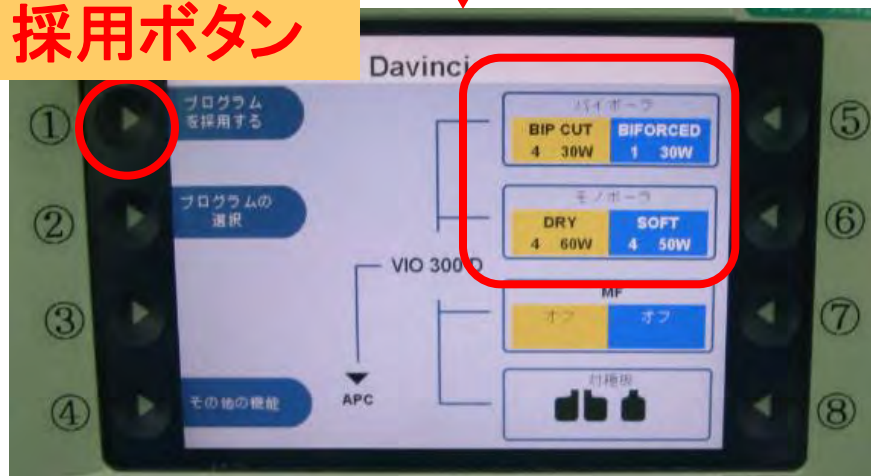 採用ボタン
Davinci
①
プログラム
を採用する
バイポーラ
BIP CUT BIFORCED
4 30W 1 30W
⑤
②
プログラムの
選択
モノポーラ
DRY SOFT
4 60W 4 50W
⑥
VIO 300 D
③
MF
オフ オフ
⑦
④
その他の機能
APC
対極板
⑧